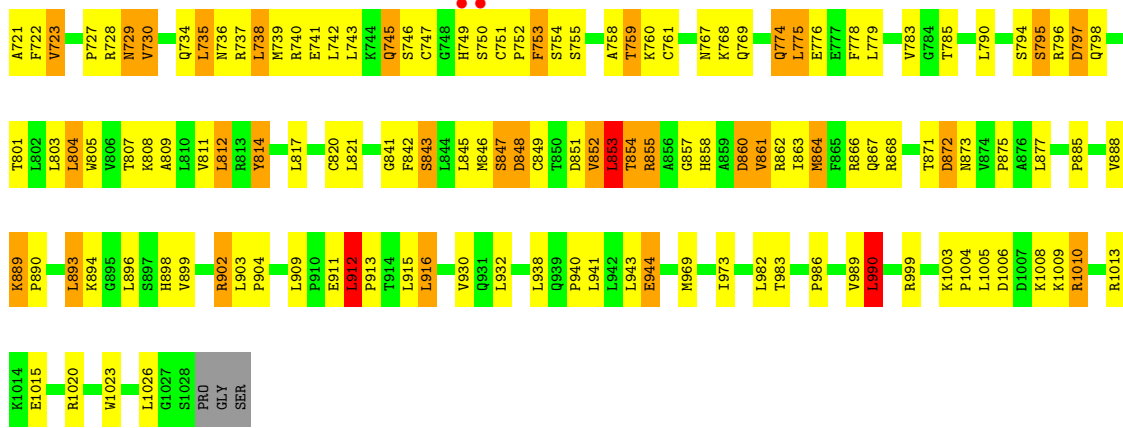 A721 F722 V723 P727 R728 N729 V730 Q734 L735 N736 R737 L738 M739 R740 E741 L742 L743 K744 Q745 S746 C747 G748 H749 S750 C751 P752 F753 S754 S755 A758 T759 K760 C761 N767 K768 Q769 Q774 L775 E776 E777 F778 L779 V783 G784 T785 L790 S794 S795 R796 D797 Q798
T801 L802 L803 L804 W805 V806 T807 K808 A809 L810 V811 L812 R813 Y814 L817 C820 L821 G841 F842 S843 L844 L845 M846 S847 D848 C849 T850 D851 V852 L853 T854 R855 A856 G857 H858 A859 D860 V861 R862 I863 M864 F865 R866 Q867 R868 T871 D872 N873 V874 P875 A876 L877 P885 V888
K889 P890 L893 K894 G895 L896 S897 H898 V899 R902 L903 P904 L909 P910 E911 L912 P913 T914 L915 L916 V930 Q931 L932 L938 Q939 P940 L941 L942 L943 E944 M969 I973 L982 T983 P986 V989 L990 R999 K1003 P1004 L1005 D1006 D1007 K1008 K1009 R1010 R1013
K1014 E1015 R1020 W1023 L1026 G1027 S1028 PRO GLY SER